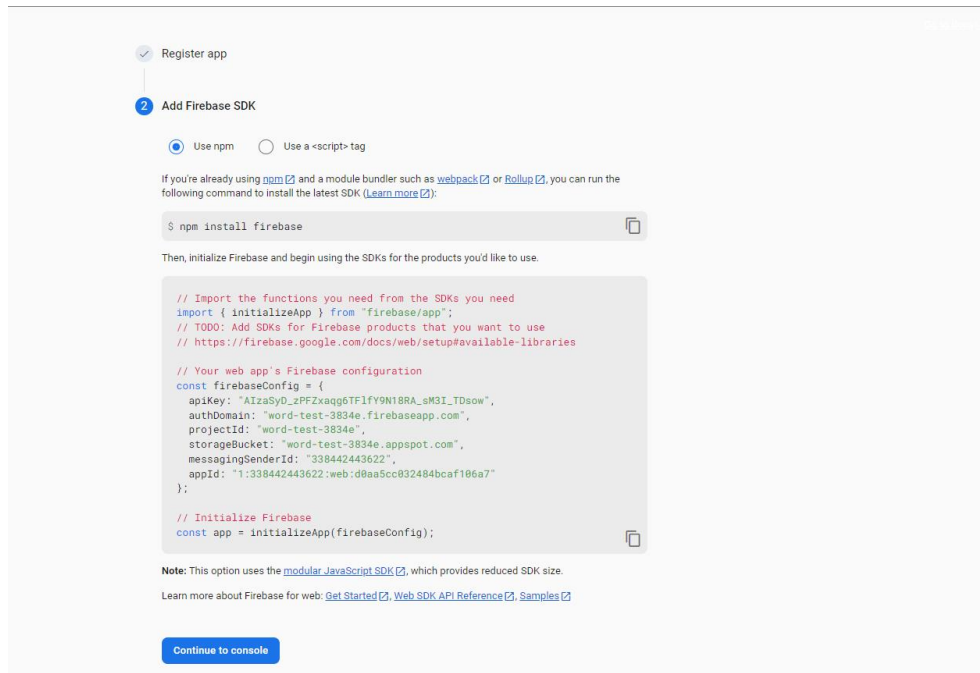 Register app
2 Add Firebase SDK
Use npm Use a <script> tag
If you're already using npm and a module bundler such as webpack or Rollup, you can run the
following command to install the latest SDK (Learn more):
$ npm install firebase
Then, initialize Firebase and begin using the SDKs for the products you'd like to use.
// Import the functions you need from the SDKs you need
import { initializeApp } from "firebase/app";
// TODO: Add SDKs for Firebase products that you want to use
// https://firebase.google.com/docs/web/setup#available-libraries
// Your web app's Firebase configuration
const firebaseConfig = {
apiKey: "AIzaSyD_zPFZxaqg6TFlfY9N18RA_sM3I_TDsow",
authDomain: "word-test-3834e.firebaseapp.com",
projectId: "word-test-3834e",
storageBucket: "word-test-3834e.appspot.com",
messagingSenderId: "338442443622",
appId: "1:338442443622:web:d0aa5cc032484bcaf106a7"
};
// Initialize Firebase
const app = initializeApp(firebaseConfig);
Note: This option uses the modular JavaScript SDK, which provides reduced SDK size.
Learn more about Firebase for web: Get Started, Web SDK API Reference, Samples
Continue to console